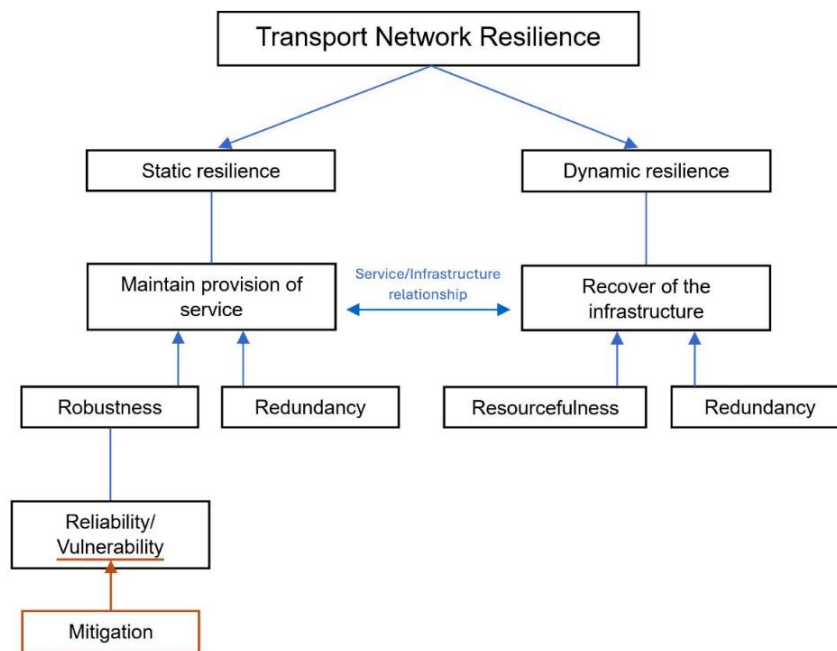 Transport Network Resilience
Static resilience
Dynamic resilience
Maintain provision of
service
Service/Infrastructure
relationship
Recover of the
infrastructure
Robustness
Redundancy
Resourcefulness
Redundancy
Reliability/
Vulnerability
Mitigation